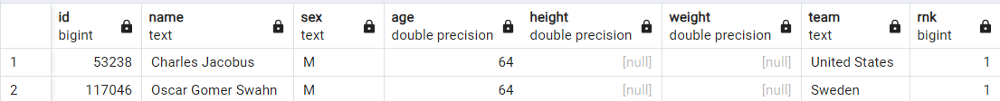 id name sex age height weight team rnk
bigint text text double precision double precision double precision text bigint
1 53238 Charles Jacobus M 64 [null] [null] United States 1
2 117046 Oscar Gomer Swahn M 64 [null] [null] Sweden 1